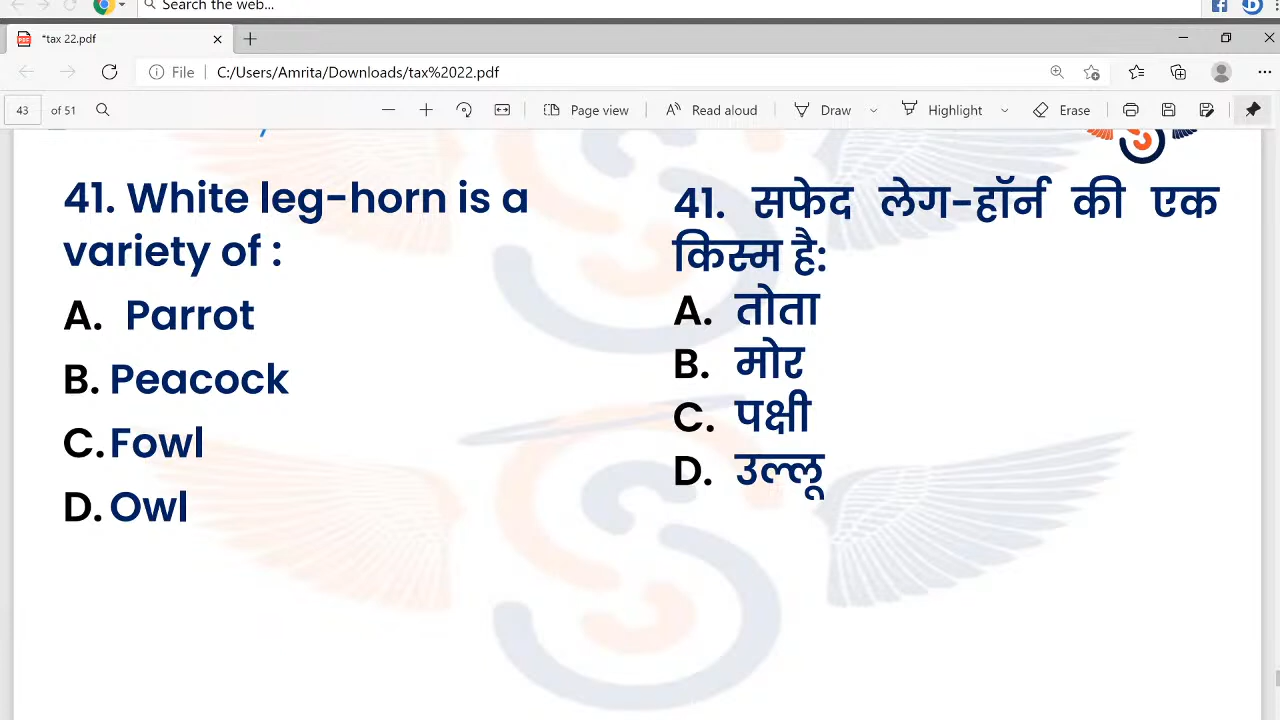 Search the web...
*tax 22.pdf
File C:/Users/Amrita/Downloads/tax%2022.pdf
43 of 51 Page view Read aloud Draw Highlight Erase
41. White leg-horn is a
variety of :
A. Parrot
B. Peacock
C. Fowl
D. Owl
41. सफेद लेग-हॉर्न की एक
किस्म है:
A. तोता
B. मोर
C. पक्षी
D. उल्लू